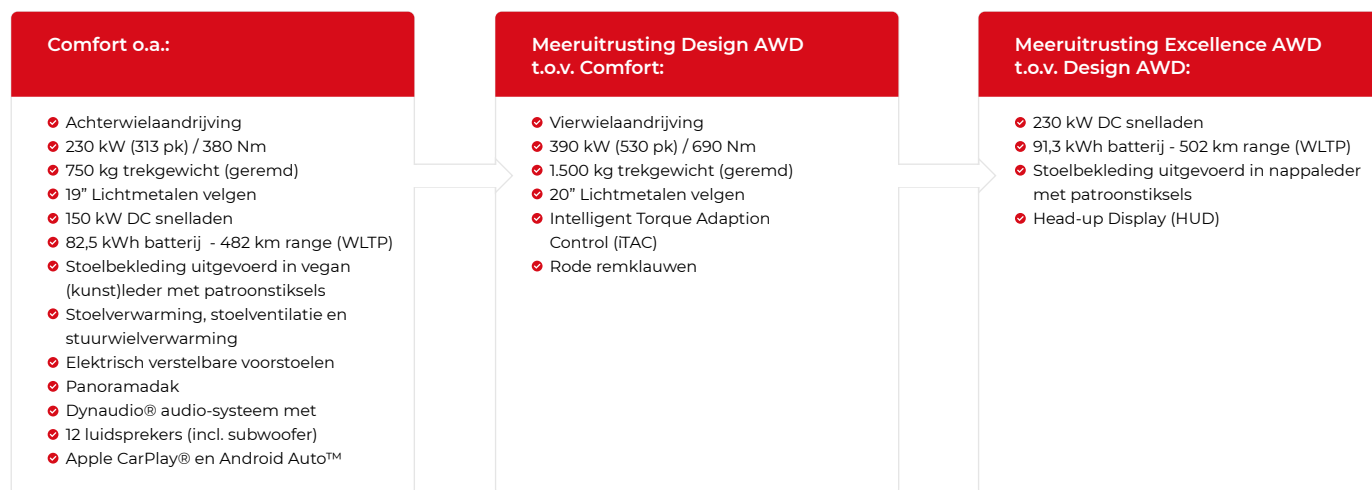 Comfort o.a.:
Achterwielaandrijving
230 kW (313 pk) / 380 Nm
750 kg trekgewicht (geremd)
19” Lichtmetalen velgen
150 kW DC snelladen
82,5 kWh batterij - 482 km range (WLTP)
Stoelbekleding uitgevoerd in vegan
(kunst)leder met patroonstiksels
Stoelverwarming, stoelventilatie en
stuurwielverwarming
Elektrisch verstelbare voorstoelen
Panoramadak
Dynaudio® audio-systeem met
12 luidsprekers (incl. subwoofer)
Apple CarPlay® en Android Auto™
Meeruitrusting Design AWD
t.o.v. Comfort:
Vierwielaandrijving
390 kW (530 pk) / 690 Nm
1.500 kg trekgewicht (geremd)
20” Lichtmetalen velgen
Intelligent Torque Adaption
Control (iTAC)
Rode remklauwen
Meeruitrusting Excellence AWD
t.o.v. Design AWD:
230 kW DC snelladen
91,3 kWh batterij - 502 km range (WLTP)
Stoelbekleding uitgevoerd in nappaleder
met patroonstiksels
Head-up Display (HUD)